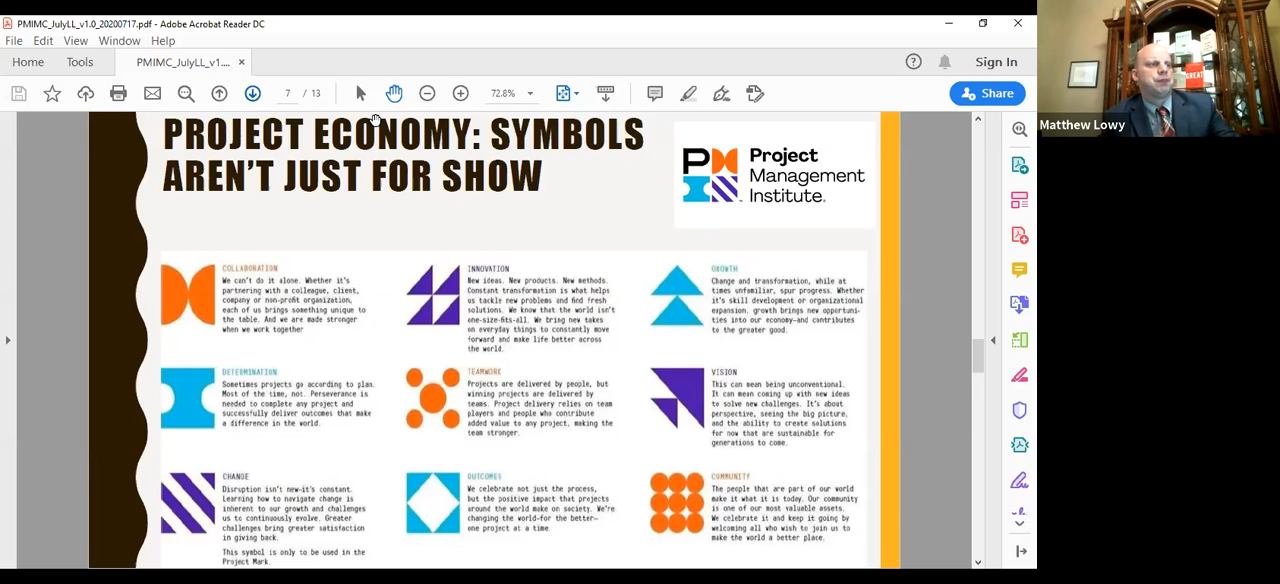 PMIMC_JulyLL_v1.0_20200717.pdf - Adobe Acrobat Reader DC
File Edit View Window Help
Home Tools PMIMC_JulyLL_v1.... × Sign In
7 / 13 72.8% Share
Matthew Lowy
PROJECT ECONOMY: SYMBOLS
AREN'T JUST FOR SHOW
PM
Project
Management
Institute.
COLLABORATION
We can't do it alone. Whether it's
partnering with a colleague, client,
company or non-profit organization,
each of us brings something unique to
the table. And we are made stronger
when we work together
INNOVATION
New ideas. New products. New methods.
Constant transformation is what helps
us tackle new problems and find fresh
solutions. We know that the world isn't
one-size-fits-all. We bring new takes
on everyday things to constantly move
forward and make life better across
the world.
GROWTH
Change and transformation, while at
times unfamiliar, spur progress. Whether
it's skill development or organizational
expansion, growth brings new opportuni-
ties into our economy—and contributes
to the greater good.
DETERMINATION
Sometimes projects go according to plan.
Most of the time, not. Perseverance is
needed to complete any project and
successfully deliver outcomes that make
a difference in the world.
TEAMWORK
Projects are delivered by people, but
winning projects are delivered by
teams. Project delivery relies on team
players and people who contribute
added value to any project, making the
team stronger.
VISION
This can mean being unconventional.
It can mean coming up with new ideas
to solve new challenges. It's about
perspective, seeing the big picture,
and the ability to create solutions
for now that are sustainable for
generations to come.
CHANGE
Disruption isn't new—it's constant.
Learning how to navigate change is
inherent to our growth and challenges
us to continuously evolve. Greater
challenges bring greater satisfaction
in giving back.
This symbol is only to be used in the
Project Mark.
OUTCOMES
We celebrate not just the process,
but the positive impact that projects
around the world make on society. We're
changing the world—for the better—
one project at a time.
COMMUNITY
The people that are part of our world
make it what it is today. Our community
is one of our most valuable assets.
We celebrate it and keep it going by
welcoming all who wish to join us to
make the world a better place.
GREAT